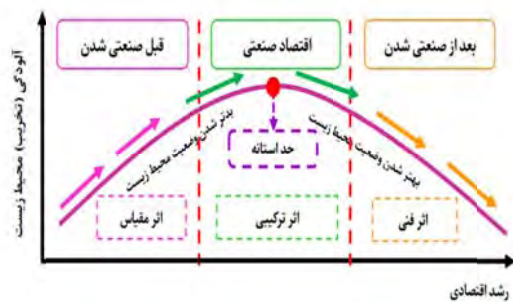 بعد از صنعتی شدن
اقتصاد صنعتی
قبل صنعتی شدن
آلودگی (تخریب) محیط زیست
بدتر شدن وضعیت محیط زیست
بهتر شدن وضعیت محیط زیست
حد استانه
اثر فنی
اثر ترکیبی
اثر مقیاس
رشد اقتصادی